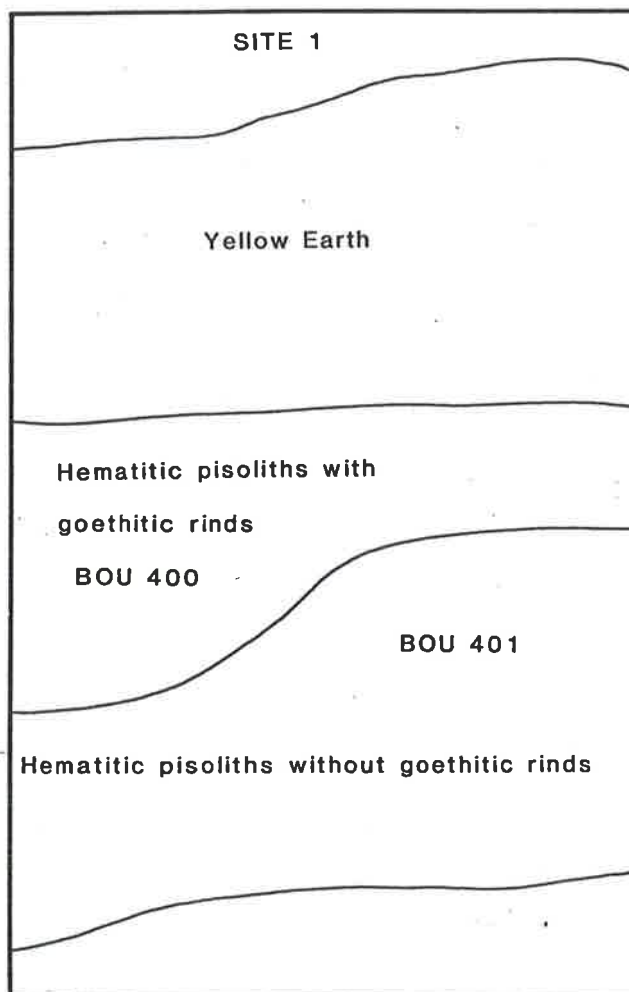 SITE 1
Yellow Earth
Hematitic pisoliths with
goethitic rinds
BOU 400
BOU 401
Hematitic pisoliths without goethitic rinds